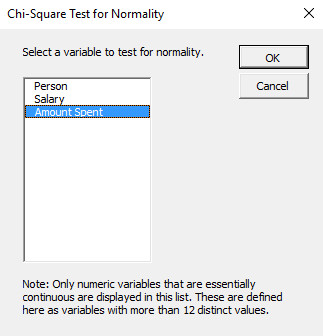 Chi-Square Test for Normality
Select a variable to test for normality.
OK
Cancel
Person
Salary
Amount Spent
Note: Only numeric variables that are essentially
continuous are displayed in this list. These are defined
here as variables with more than 12 distinct values.